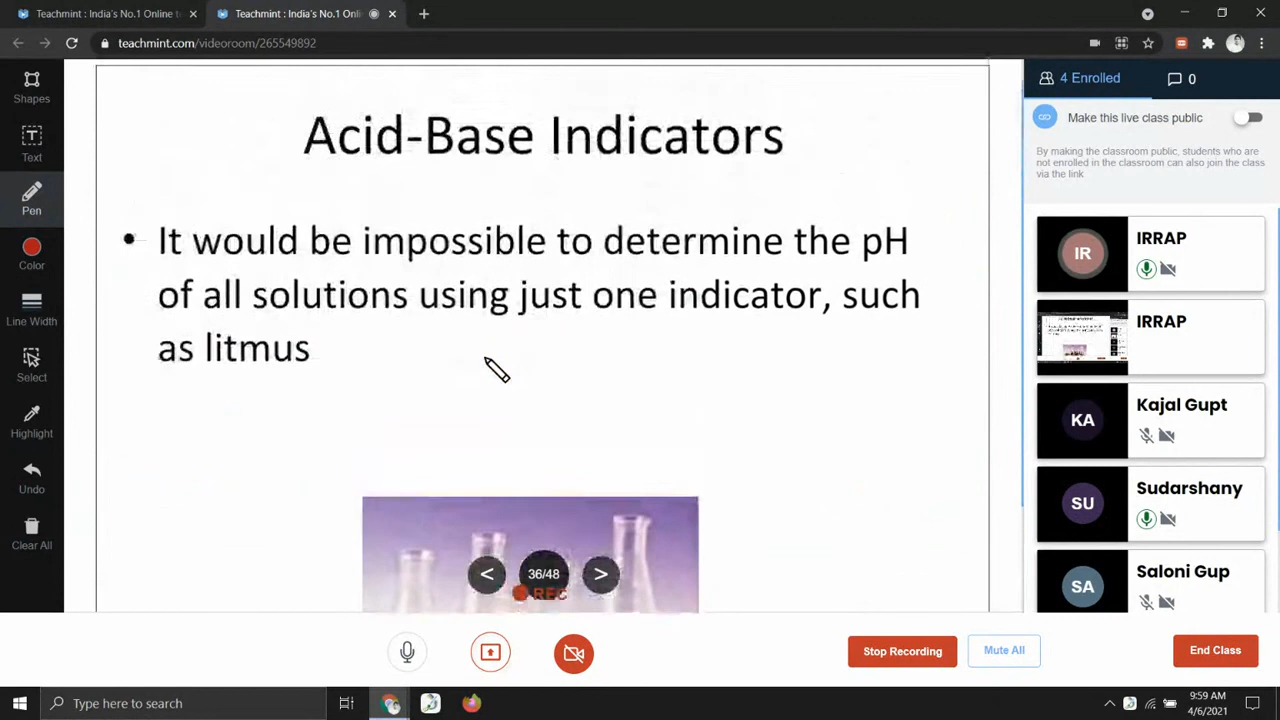 Teachmint : India's No.1 Online t
Teachmint : India's No.1 Onli
teachmint.com/videoroom/265549892
Shapes
Text
Pen
Color
Line Width
Select
Highlight
Undo
Clear All
Acid-Base Indicators
• It would be impossible to determine the pH
of all solutions using just one indicator, such
as litmus
< 36/48 >
REC
4 Enrolled
0
Make this live class public
By making the classroom public, students who are
not enrolled in the classroom can also join the class
via the link
IR
IRRAP
IRRAP
KA
Kajal Gupt
SU
Sudarshany
SA
Saloni Gup
Stop Recording
Mute All
End Class
Type here to search
9:59 AM
4/6/2021